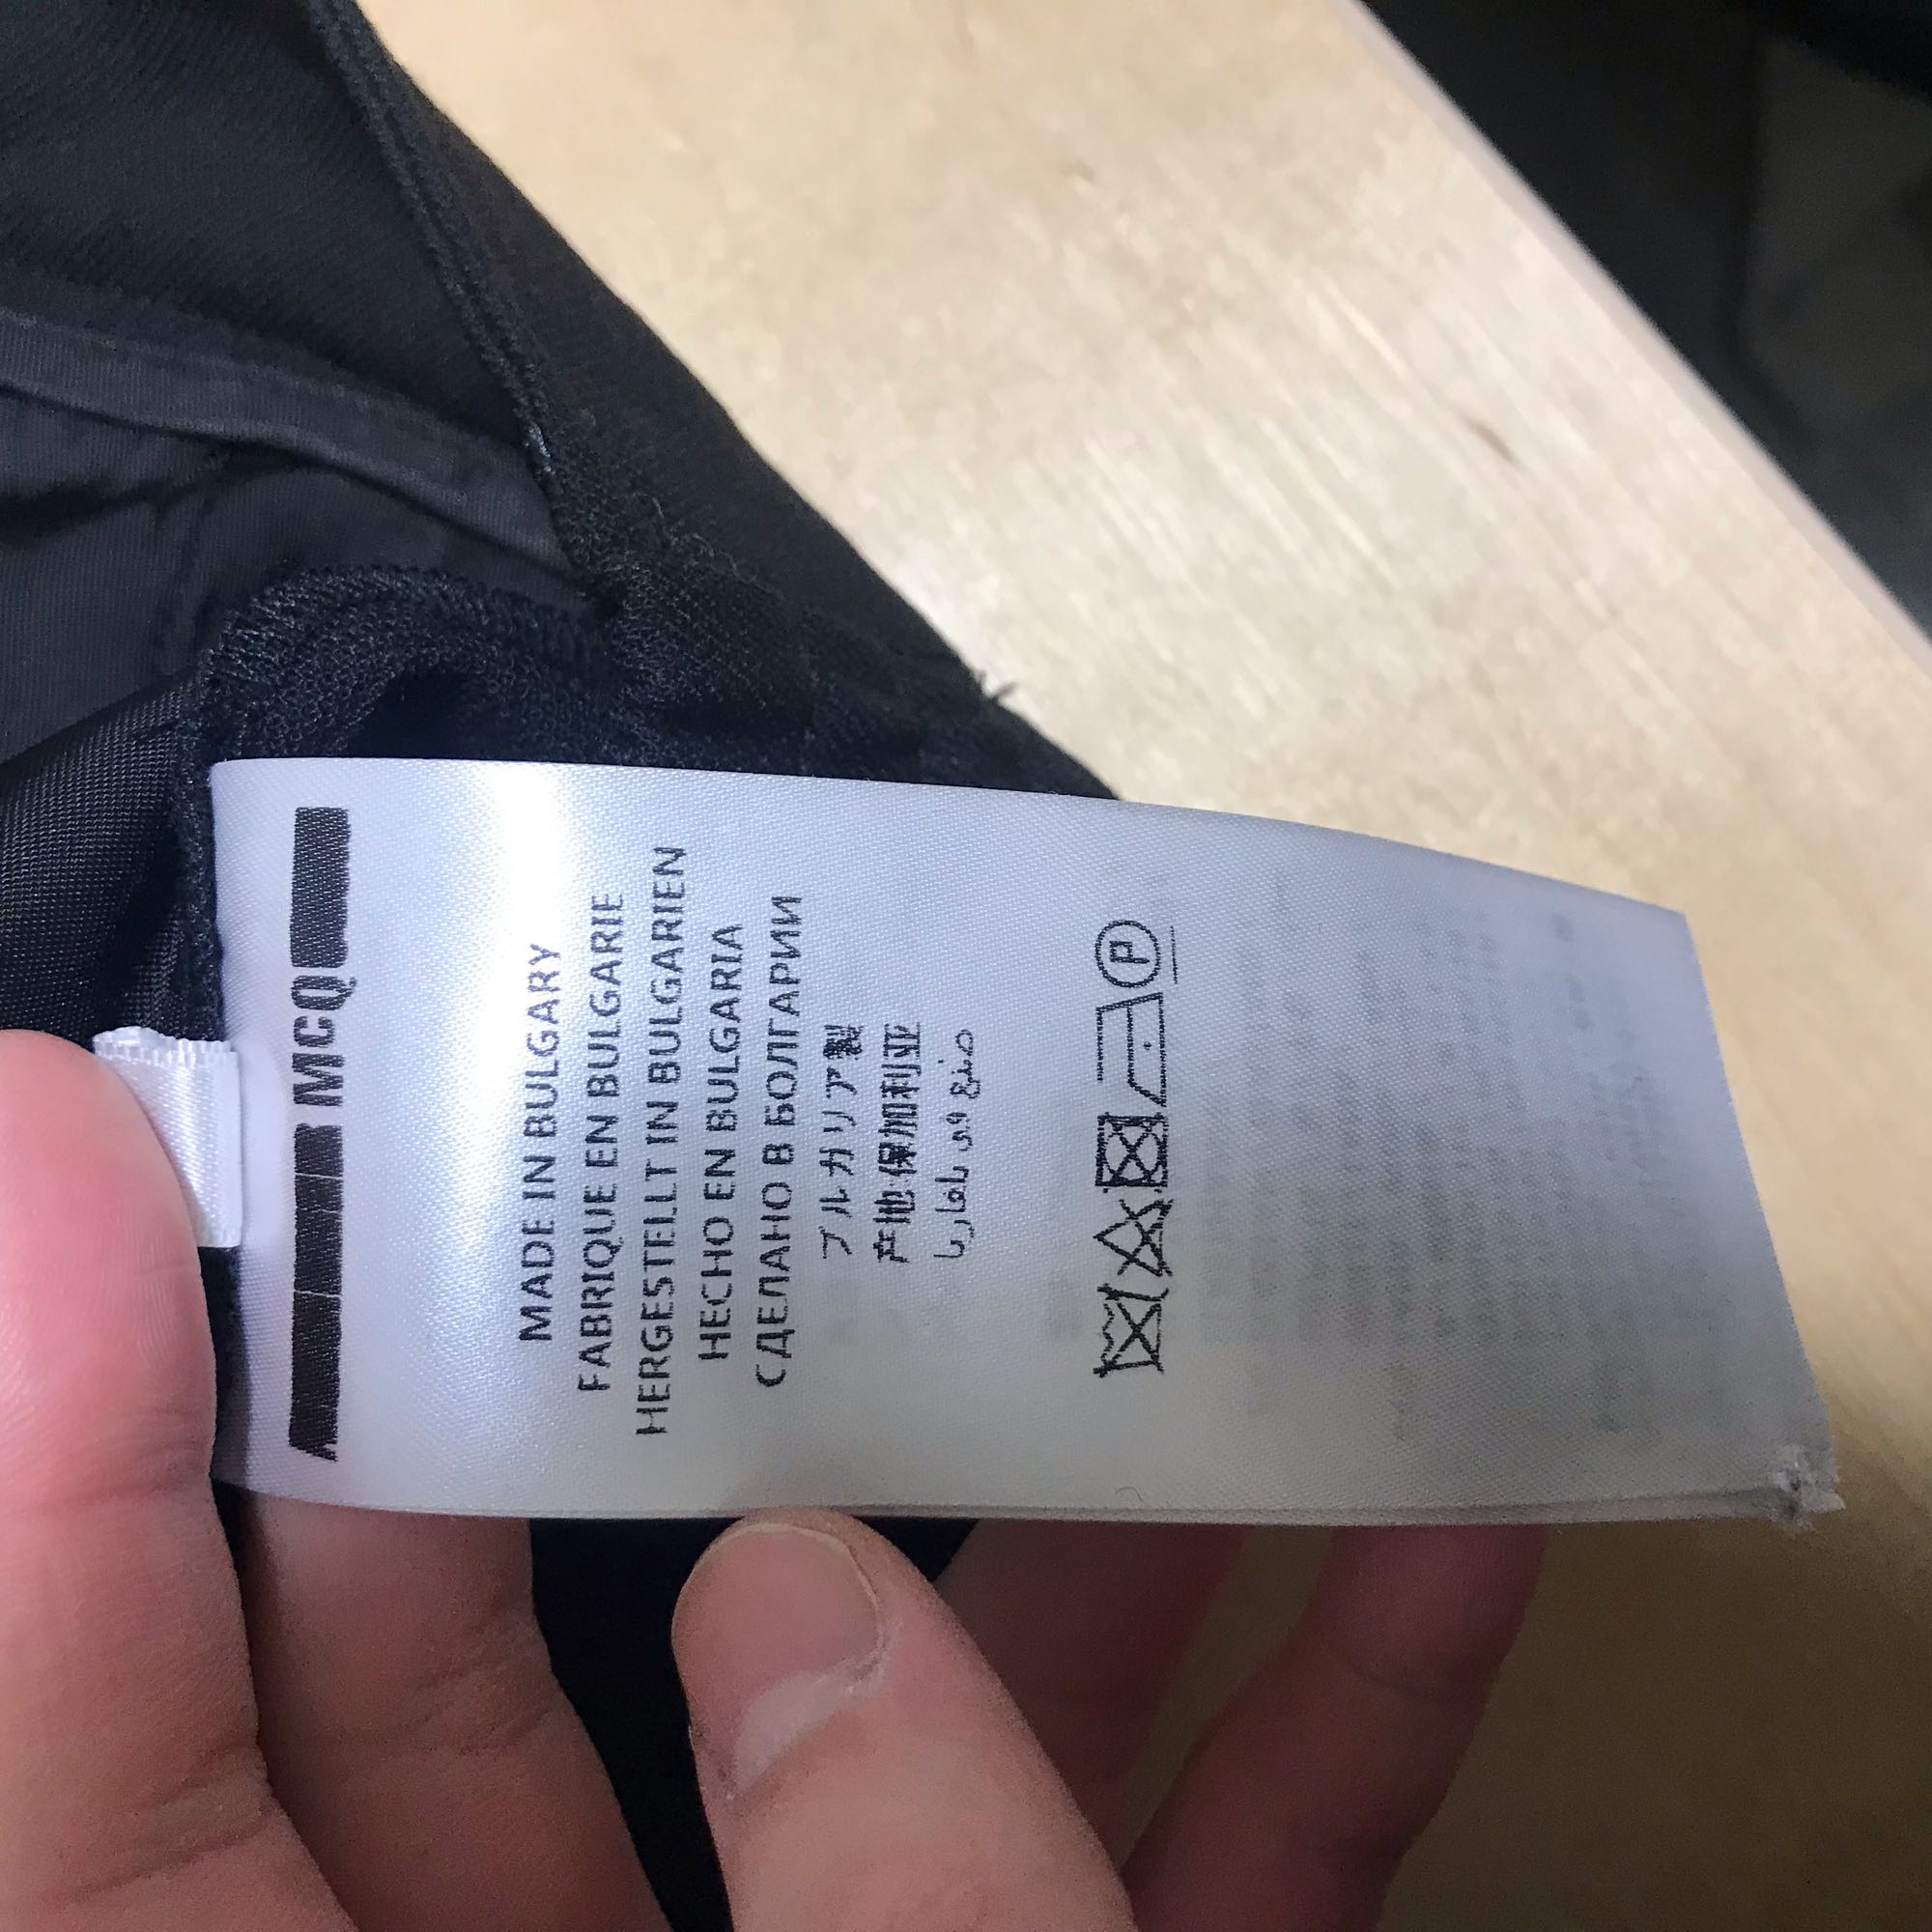 MCQ
MADE IN BULGARY
FABRIQUE EN BULGARIE
HERGESTELLT IN BULGARIEN
HECHO EN BULGARIA
СДЕЛАНО В БОЛГАРИИ
ブルガリア製
产地保加利亚
صنع في بلغاريا
P